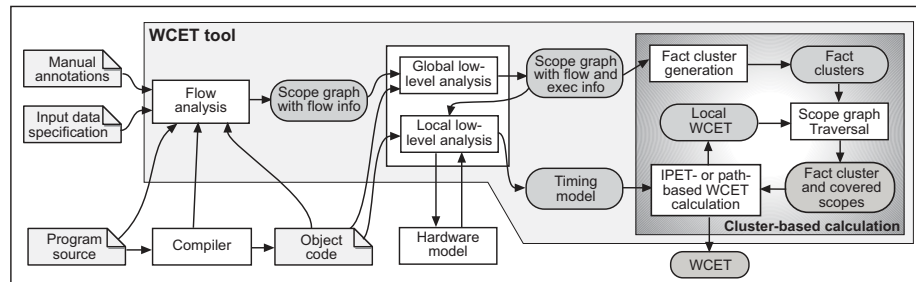 WCET tool
Manual
annotations
Input data
specification
Flow
analysis
Scope graph
with flow info
Global low-
level analysis
Local low-
level analysis
Scope graph
with flow and
exec info
Fact cluster
generation
Fact
clusters
Local
WCET
Scope graph
Traversal
Timing
model
IPET- or path-
based WCET
calculation
Fact cluster
and covered
scopes
Cluster-based calculation
Program
source
Compiler
Object
code
Hardware
model
WCET